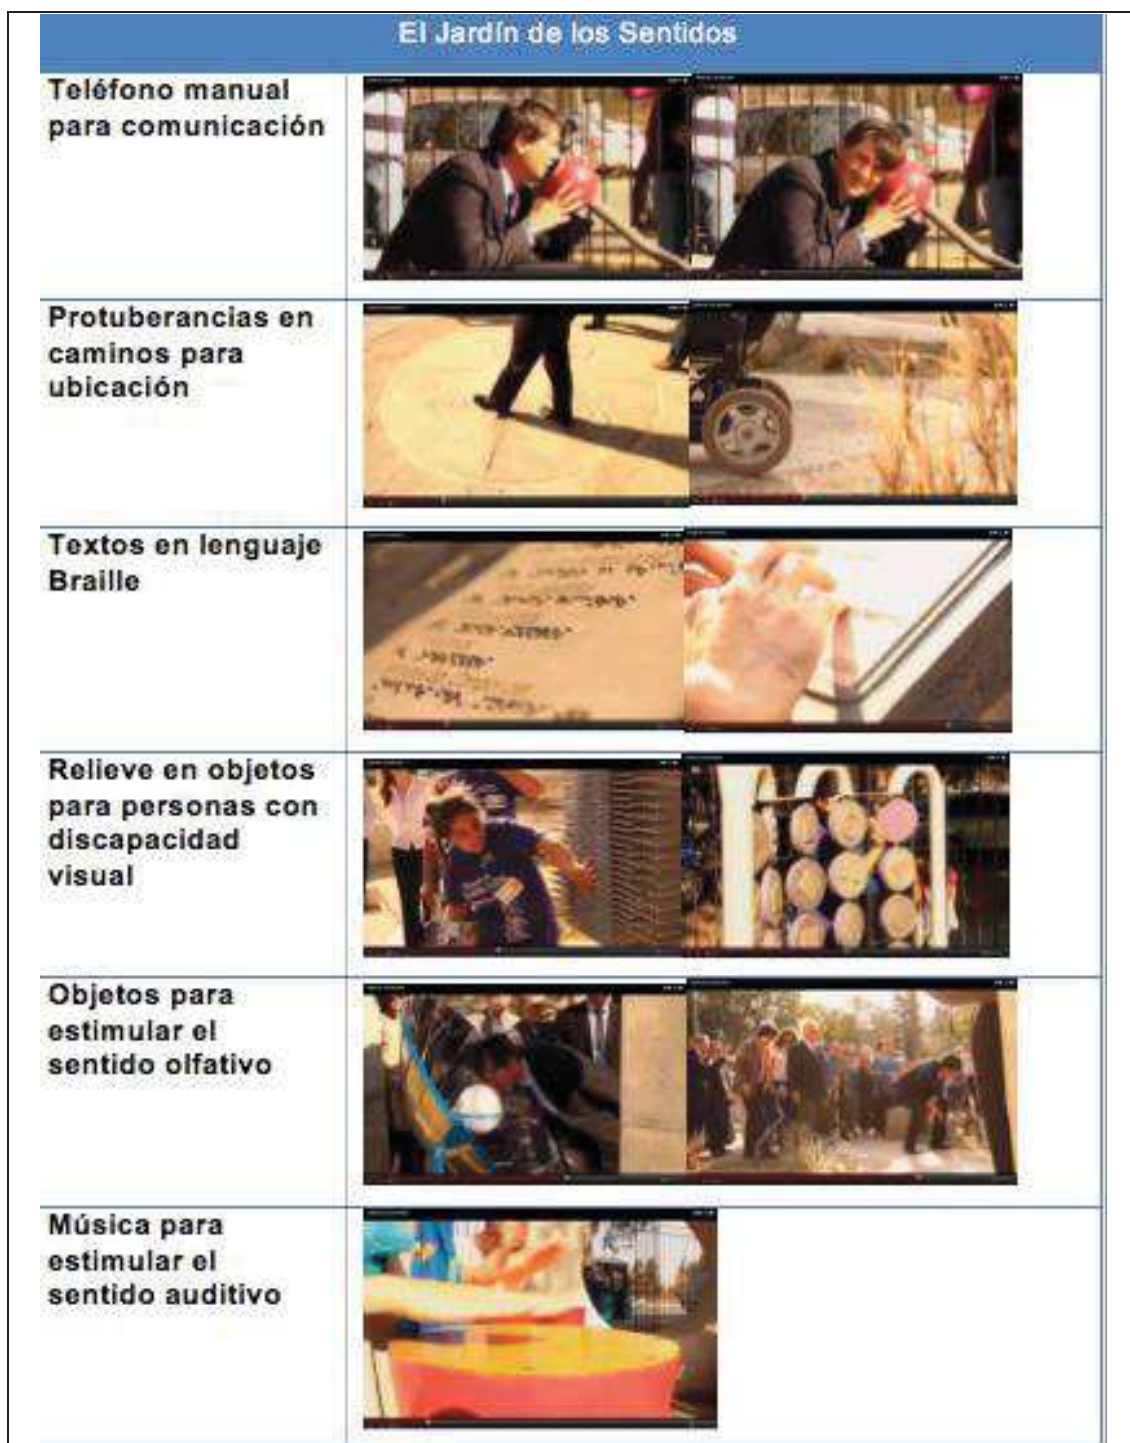 El Jardín de los Sentidos
Teléfono manual
para comunicación
Protuberancias en
caminos para
ubicación
Textos en lenguaje
Braille
Relieve en objetos
para personas con
discapacidad
visual
Objetos para
estimular el
sentido olfativo
Música para
estimular el
sentido auditivo